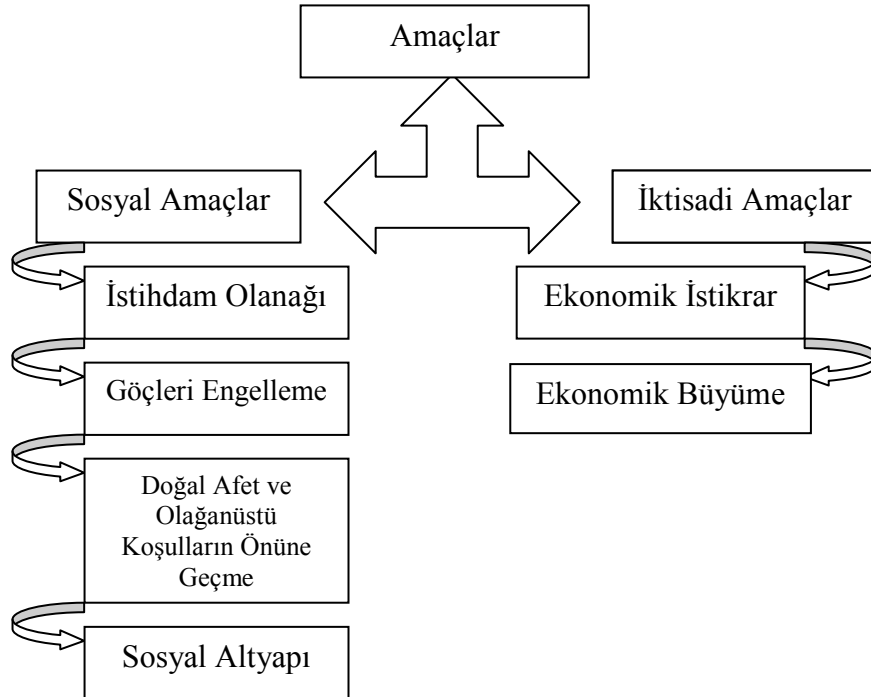 Amaçlar
Sosyal Amaçlar
İktisadi Amaçlar
İstihdam Olanağı
Ekonomik İstikrar
Göçleri Engelleme
Ekonomik Büyüme
Doğal Afet ve
Olağanüstü
Koşulların Önüne
Geçme
Sosyal Altyapı